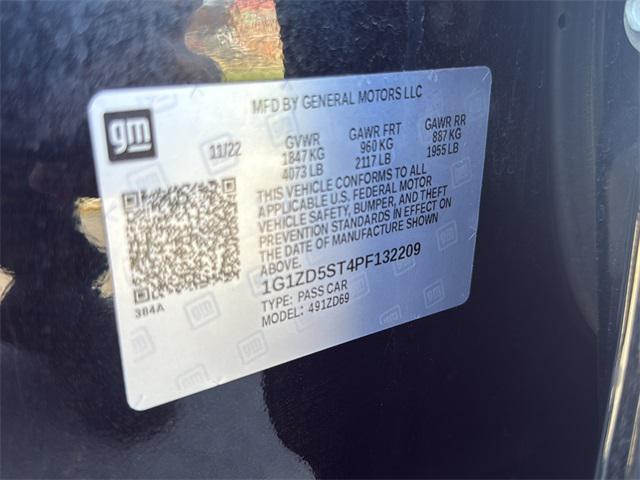 MFD BY GENERAL MOTORS LLC
gm
11/22 GVWR GAWR FRT GAWR RR
1847 KG 960 KG 887 KG
4073 LB 2117 LB 1955 LB
THIS VEHICLE CONFORMS TO ALL
APPLICABLE U.S. FEDERAL MOTOR
VEHICLE SAFETY, BUMPER, AND THEFT
PREVENTION STANDARDS IN EFFECT ON
THE DATE OF MANUFACTURE SHOWN
ABOVE.
1G1ZD5ST4PF132209
TYPE: PASS CAR
MODEL: 491ZD69
384A